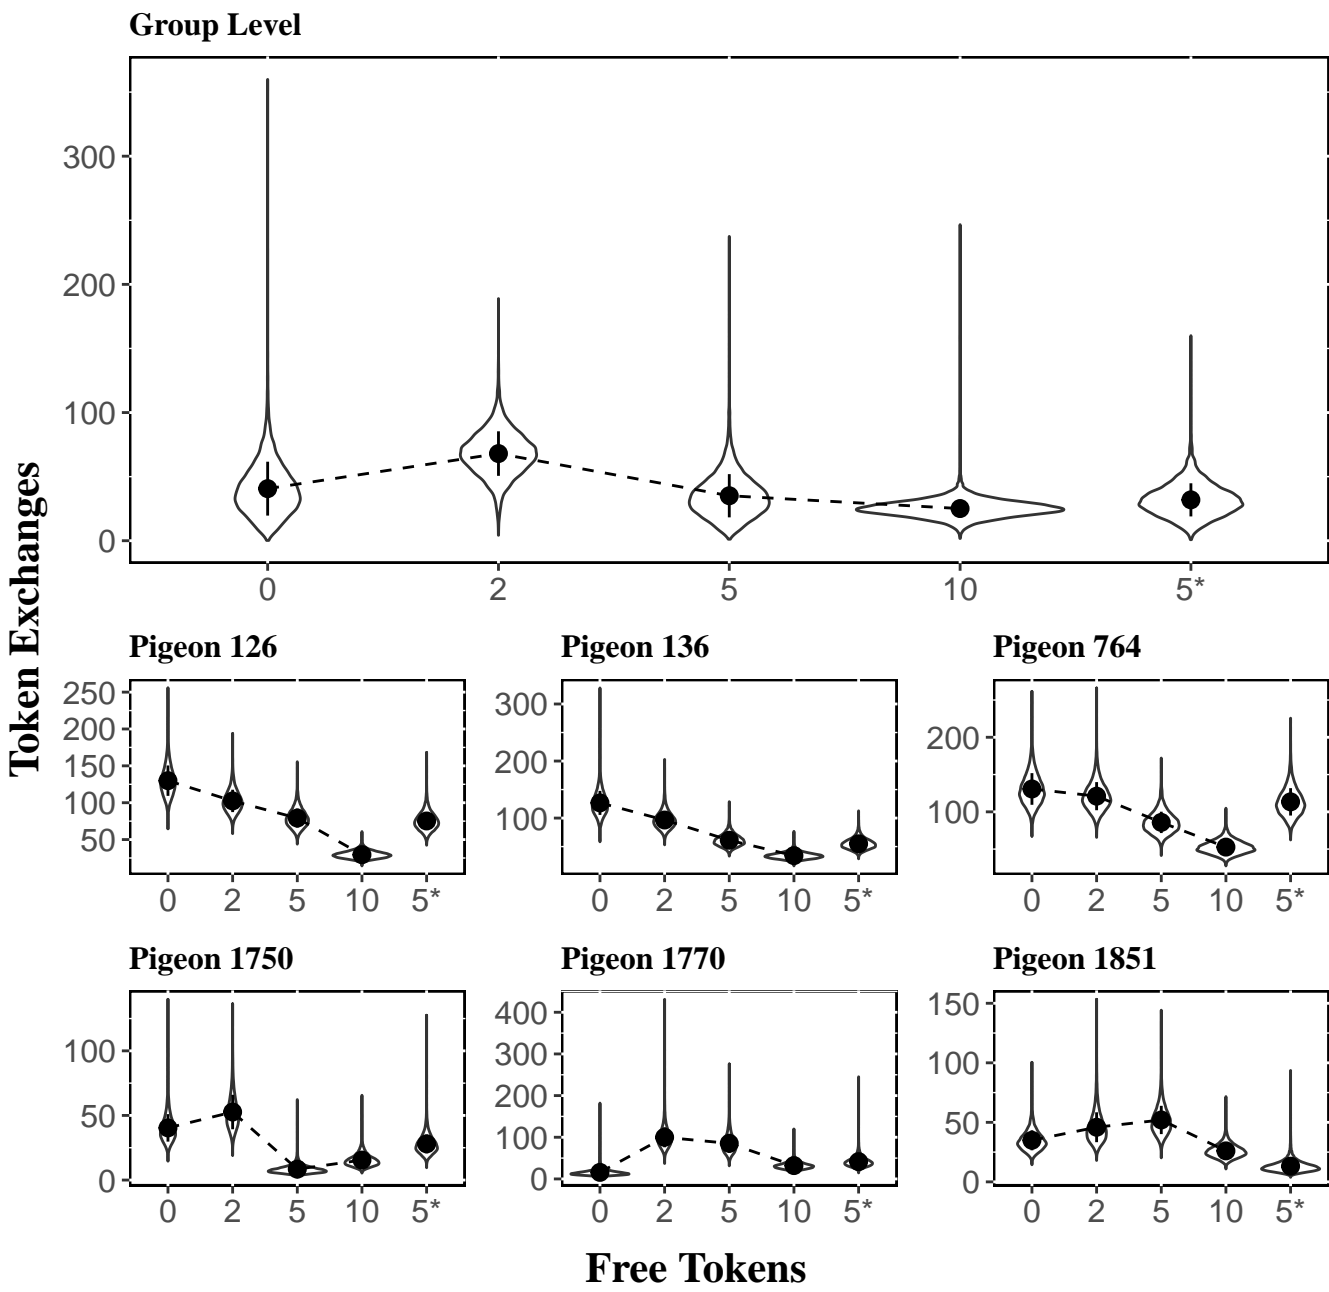 Group Level
300
200
100
0
0 2 5 10 5*
Token Exchanges
Pigeon 126
250
200
150
100
50
0 2 5 10 5*
Pigeon 136
300
200
100
0 2 5 10 5*
Pigeon 764
200
100
0 2 5 10 5*
Pigeon 1750
100
50
0
0 2 5 10 5*
Pigeon 1770
400
300
200
100
0
0 2 5 10 5*
Pigeon 1851
150
100
50
0
0 2 5 10 5*
Free Tokens